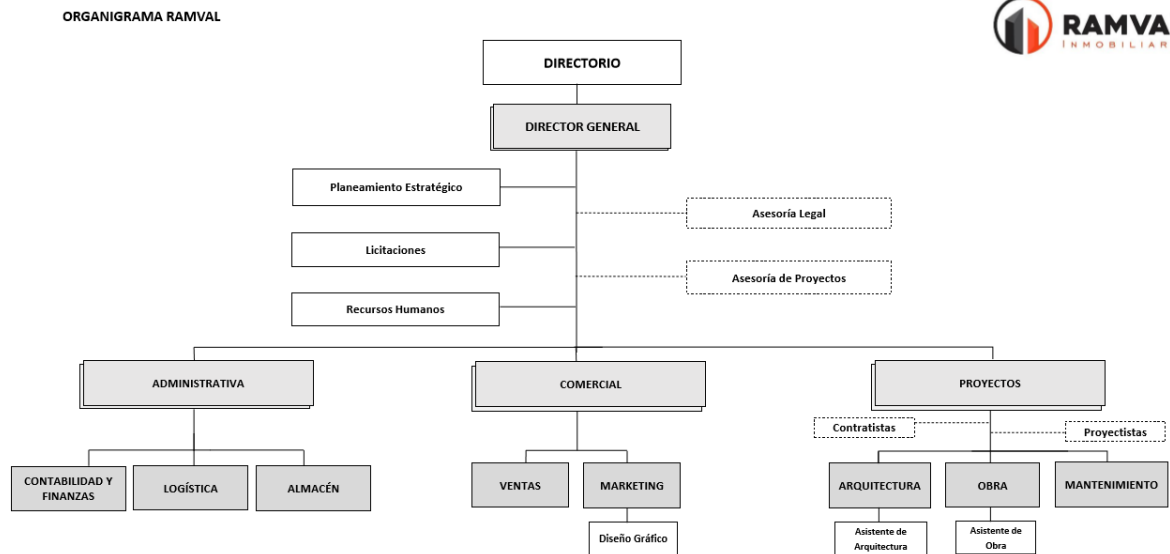 ORGANIGRAMA RAMVAL
RAMVA
INMOBILIAR
DIRECTORIO
DIRECTOR GENERAL
Planeamiento Estratégico
Asesoría Legal
Licitaciones
Asesoría de Proyectos
Recursos Humanos
ADMINISTRATIVA
COMERCIAL
PROYECTOS
Contratistas
Proyectistas
CONTABILIDAD Y
FINANZAS
LOGÍSTICA
ALMACÉN
VENTAS
MARKETING
ARQUITECTURA
OBRA
MANTENIMIENTO
Diseño Gráfico
Asistente de
Arquitectura
Asistente de
Obra